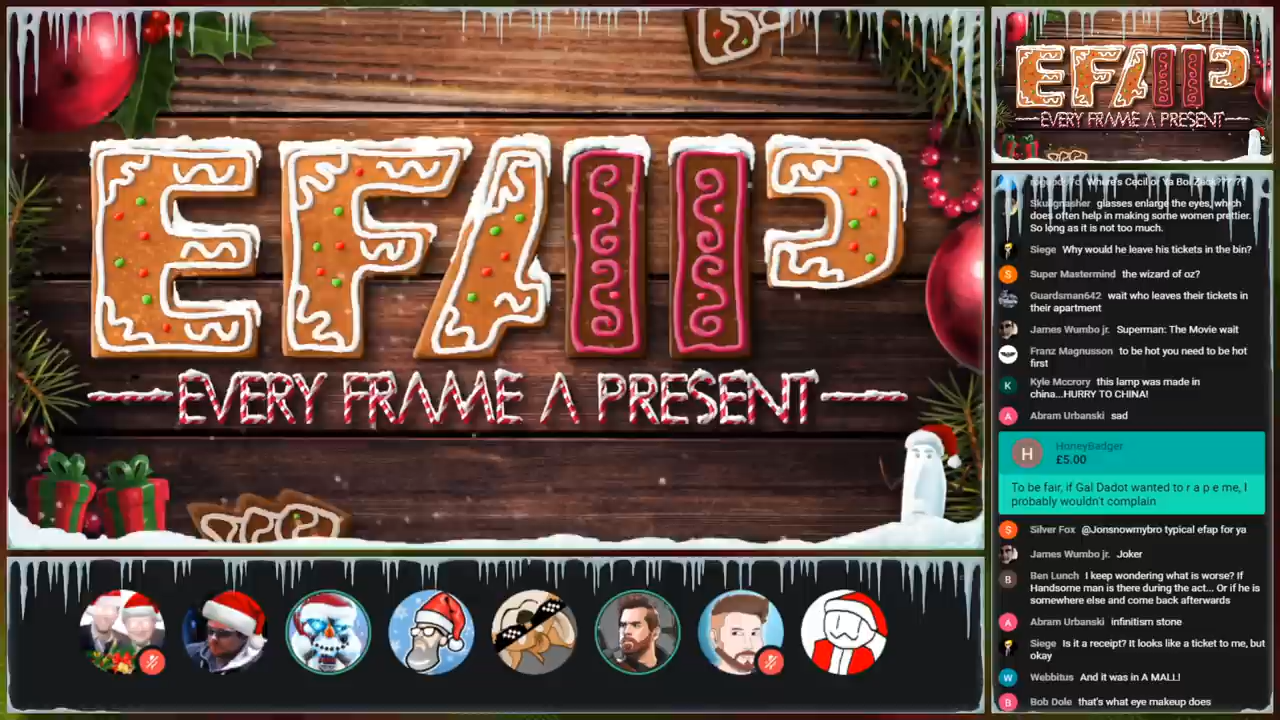 EFAP
EVERY FRAME A PRESENT
EFAP
EVERY FRAME A PRESENT
Where's Cecil or Ya Boi Zack?????
Skullgnasher glasses enlarge the eyes, which
does often help in making some women prettier.
So long as it is not too much.
Siege Why would he leave his tickets in the bin?
Super Mastermind the wizard of oz?
Guardsman642 wait who leaves their tickets in
their apartment
James Wumbo jr. Superman: The Movie wait
Franz Magnusson to be hot you need to be hot
first
Kyle Mccrory this lamp was made in
china...HURRY TO CHINA!
Abram Urbanski sad
H
HoneyBadger
£5.00
To be fair, if Gal Dadot wanted to r a p e me, I
probably wouldn't complain
Silver Fox @Jonsnowmybro typical efap for ya
James Wumbo jr. Joker
Ben Lunch I keep wondering what is worse? If
Handsome man is there during the act... Or if he is
somewhere else and come back afterwards
Abram Urbanski infinitism stone
Siege Is it a receipt? It looks like a ticket to me, but
okay
Webbitus And it was in A MALL!
Bob Dole that's what eye makeup does